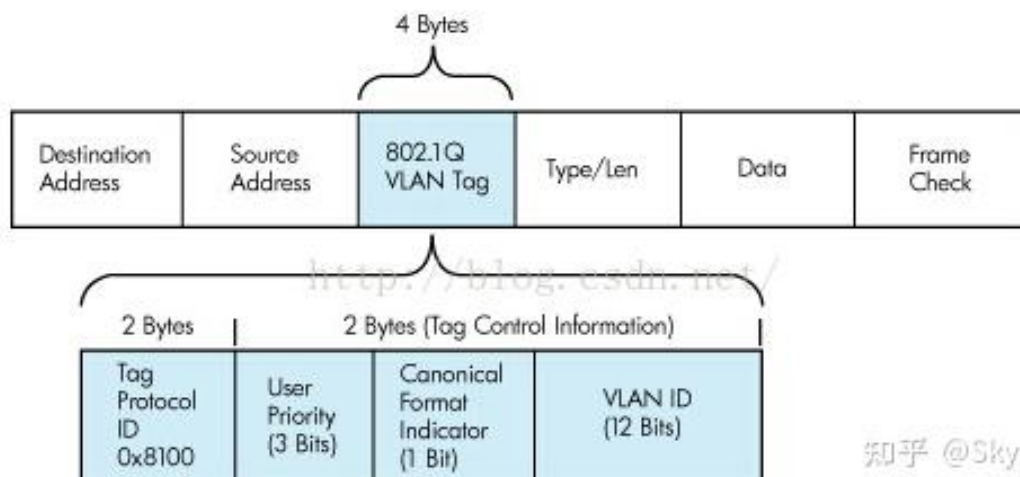 4 Bytes
Destination
Address
Source
Address
802.1Q
VLAN Tag
Type/Len
Data
Frame
Check
http://blog.csdn.net/
2 Bytes
2 Bytes (Tag Control Information)
Tag
Protocol
ID
0x8100
User
Priority
(3 Bits)
Canonical
Format
Indicator
(1 Bit)
VLAN ID
(12 Bits)
知乎 @Sky